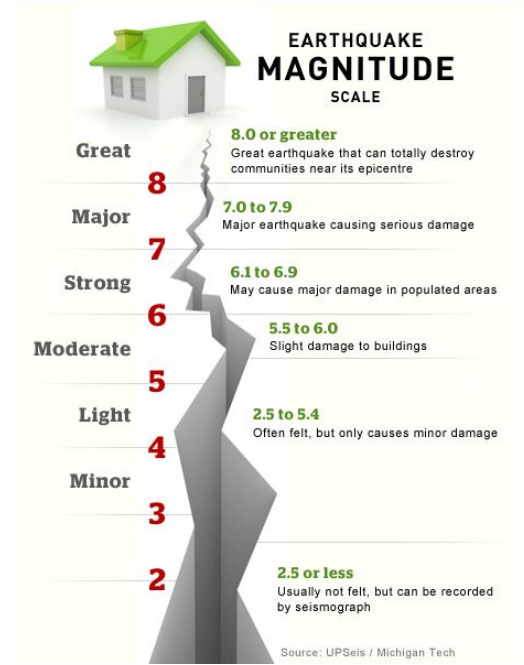 EARTHQUAKE
MAGNITUDE
SCALE
Great
8.0 or greater
Great earthquake that can totally destroy
communities near its epicentre
8
Major
7.0 to 7.9
Major earthquake causing serious damage
7
Strong
6.1 to 6.9
May cause major damage in populated areas
6
5.5 to 6.0
Moderate
Slight damage to buildings
5
Light
2.5 to 5.4
Often felt, but only causes minor damage
4
Minor
3
2
2.5 or less
Usually not felt, but can be recorded
by seismograph
Source: UPSeis / Michigan Tech